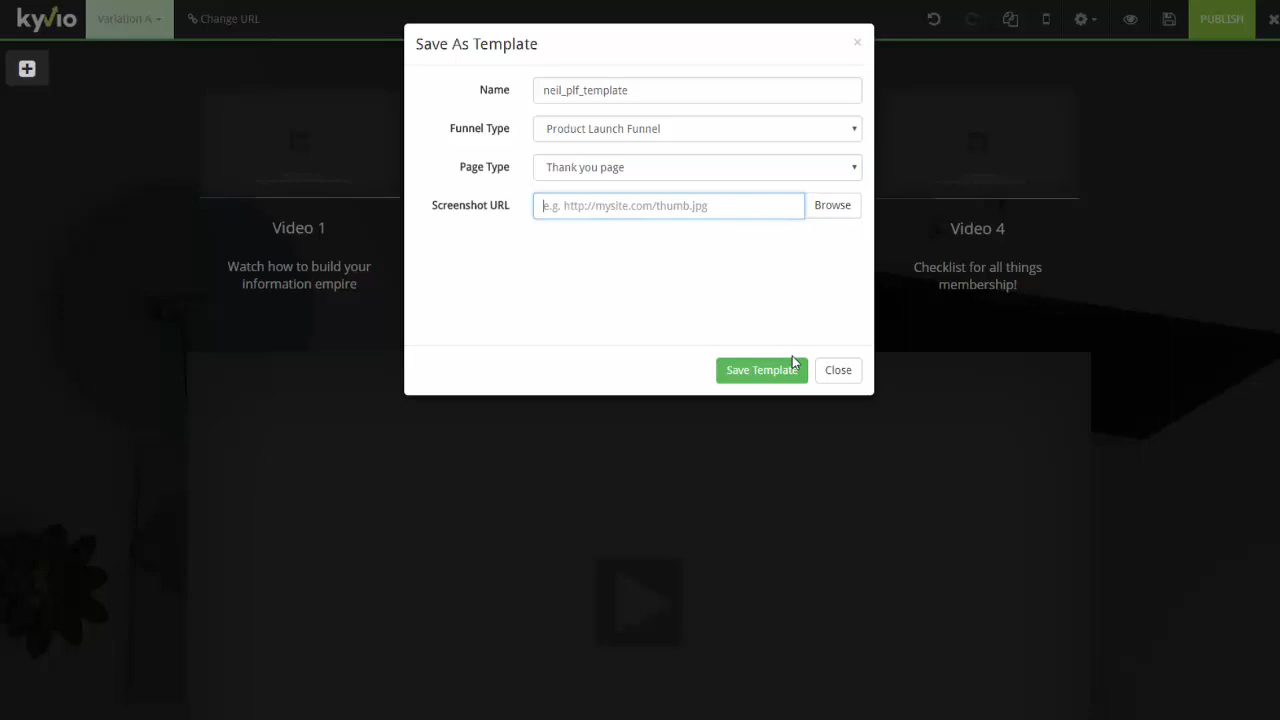 kyvio
Variation A
Change URL
PUBLISH
Save As Template
×
Name
neil_plf_template
Funnel Type
Product Launch Funnel
Page Type
Thank you page
Screenshot URL
e.g. http://mysite.com/thumb.jpg
Browse
Save Template
Close
Video 1
Watch how to build your
information empire
Video 4
Checklist for all things
membership!